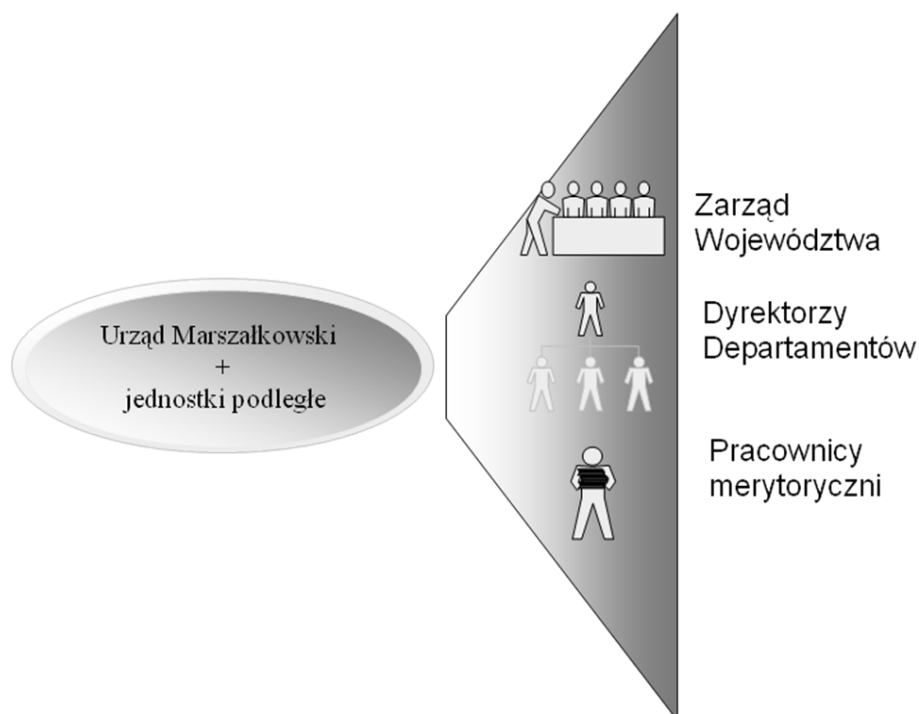 Urząd Marszałkowski
+
jednostki podległe
Zarząd
Województwa
Dyrektorzy
Departamentów
Pracownicy
merytoryczni